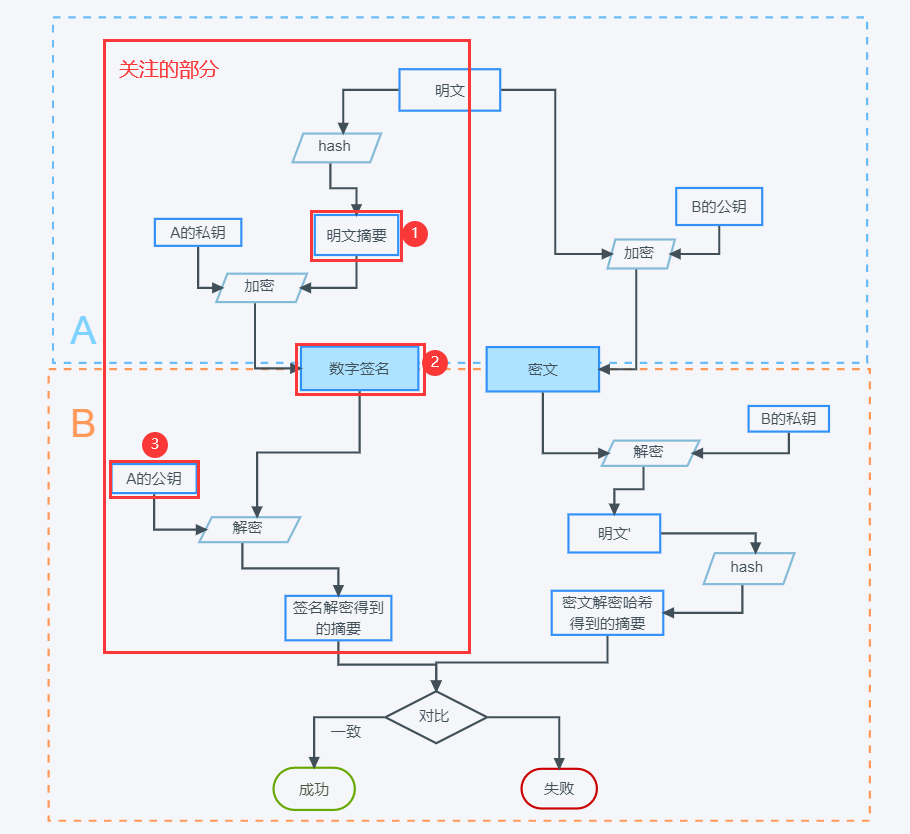 关注的部分
明文
hash
B的公钥
A的私钥
明文摘要
1
加密
加密
A
数字签名
2
密文
B
B的私钥
3
A的公钥
解密
解密
明文'
hash
签名解密得到
的摘要
密文解密哈希
得到的摘要
对比
一致
成功
失败